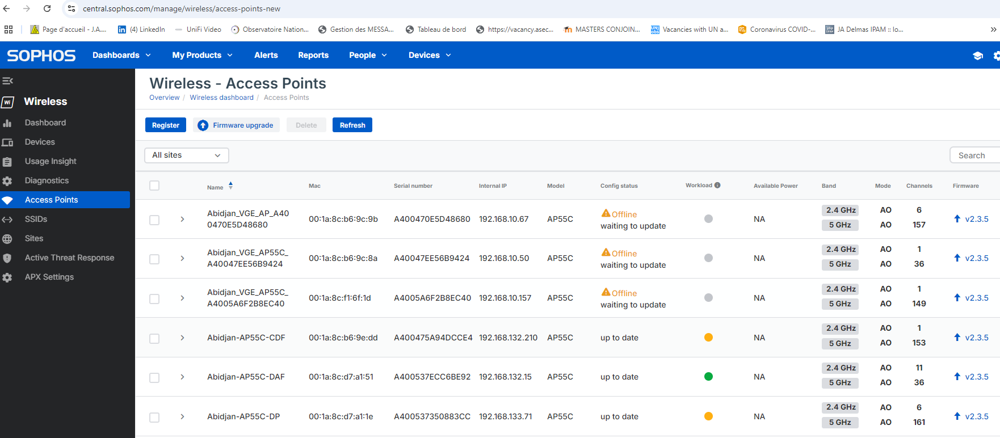 central.sophos.com/manage/wireless/access-points-new
Page d'accueil - J.A.... (4) LinkedIn UniFi Video Observatoire Nation... Gestion des MESSA... Tableau de bord https://vacancy.asec... MASTERS CONJOIN... Vacancies with UN a... Coronavirus COVID-... JA Delmas IPAM :: lo... »
SOPHOS Dashboards My Products Alerts Reports People Devices
Wireless
Dashboard
Devices
Usage Insight
Diagnostics
Access Points
SSIDs
Sites
Active Threat Response
APX Settings
Wireless - Access Points
Overview / Wireless dashboard / Access Points
Register Firmware upgrade Delete Refresh
All sites Search
Name Mac Serial number Internal IP Model Config status Workload Available Power Band Mode Channels Firmware
Abidjan_VGE_AP_A40
0470E5D48680 00:1a:8c:b6:9c:9b A400470E5D48680 192.168.10.67 AP55C Offline
waiting to update NA 2.4 GHz AO 6
5 GHz AO 157 v2.3.5
Abidjan_VGE_AP55C_
A40047EE56B9424 00:1a:8c:b6:9c:8a A40047EE56B9424 192.168.10.50 AP55C Offline
waiting to update NA 2.4 GHz AO 1
5 GHz AO 36 v2.3.5
Abidjan_VGE_AP55C_
A4005A6F2B8EC40 00:1a:8c:f1:6f:1d A4005A6F2B8EC40 192.168.10.157 AP55C Offline
waiting to update NA 2.4 GHz AO 1
5 GHz AO 149 v2.3.5
Abidjan-AP55C-CDF 00:1a:8c:b6:9e:dd A400475A94DCCE4 192.168.132.210 AP55C up to date NA 2.4 GHz AO 1
5 GHz AO 153 v2.3.5
Abidjan-AP55C-DAF 00:1a:8c:d7:a1:51 A400537ECC6BE92 192.168.132.15 AP55C up to date NA 2.4 GHz AO 11
5 GHz AO 36 v2.3.5
Abidjan-AP55C-DP 00:1a:8c:d7:a1:1e A400537350883CC 192.168.133.71 AP55C up to date NA 2.4 GHz AO 6
5 GHz AO 161 v2.3.5